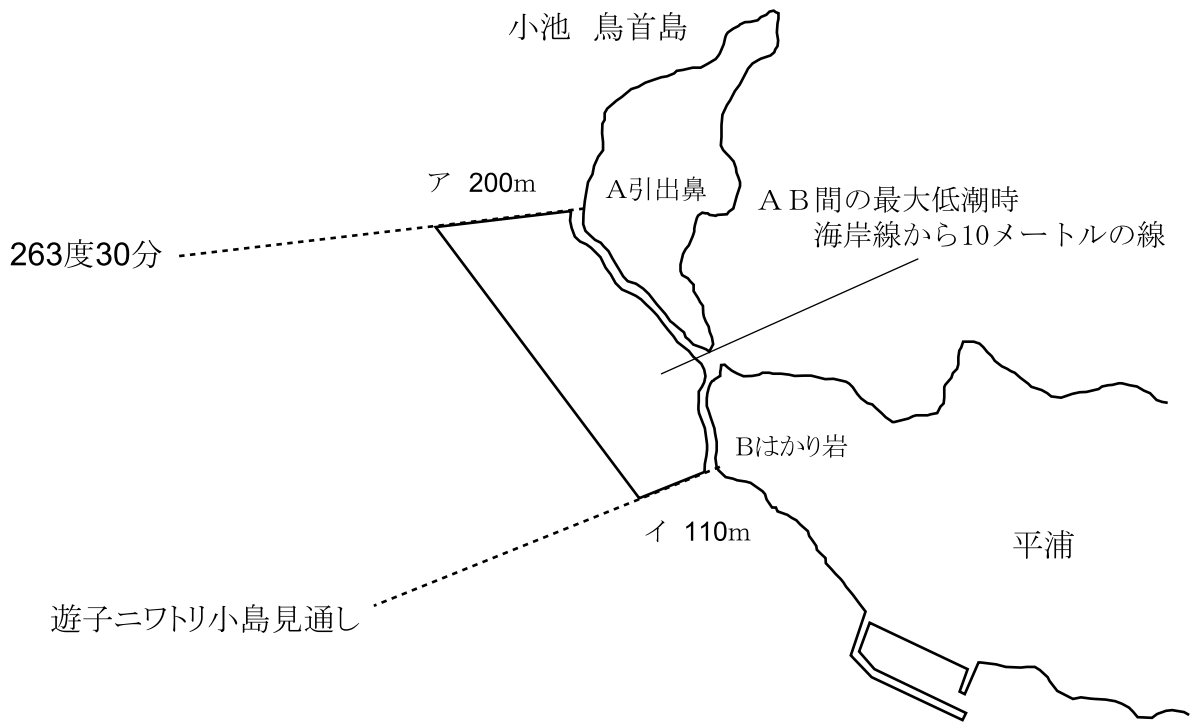 小池　鳥首島
ア 200m
A引出鼻
ＡＢ間の最大低潮時
海岸線から10メートルの線
263度30分
Bはかり岩
イ 110m
平浦
遊子ニワトリ小島見通し